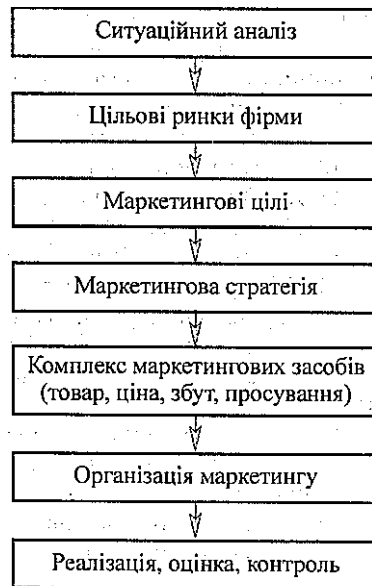 Ситуаційний аналіз
Цільові ринки фірми
Маркетингові цілі
Маркетингова стратегія
Комплекс маркетингових засобів
(товар, ціна, збут, просування)
Організація маркетингу
Реалізація, оцінка, контроль